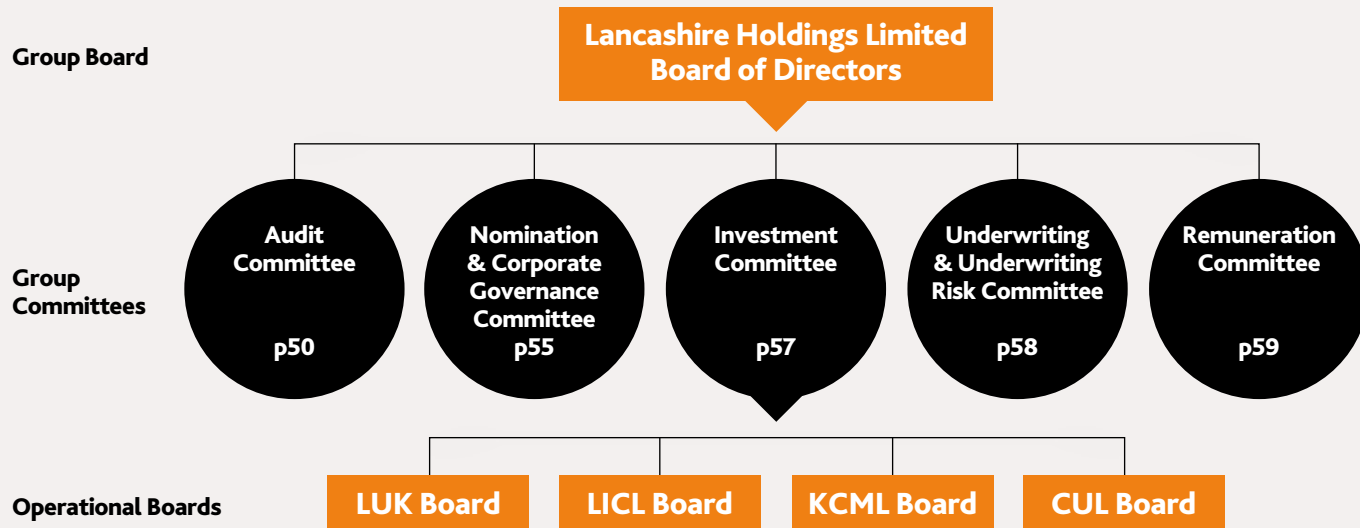 Group Board
Lancashire Holdings Limited
Board of Directors
Group
Committees
Audit
Committee
p50
Nomination
& Corporate
Governance
Committee
p55
Investment
Committee
p57
Underwriting
& Underwriting
Risk Committee
p58
Remuneration
Committee
p59
Operational Boards
LUK Board
LICL Board
KCML Board
CUL Board